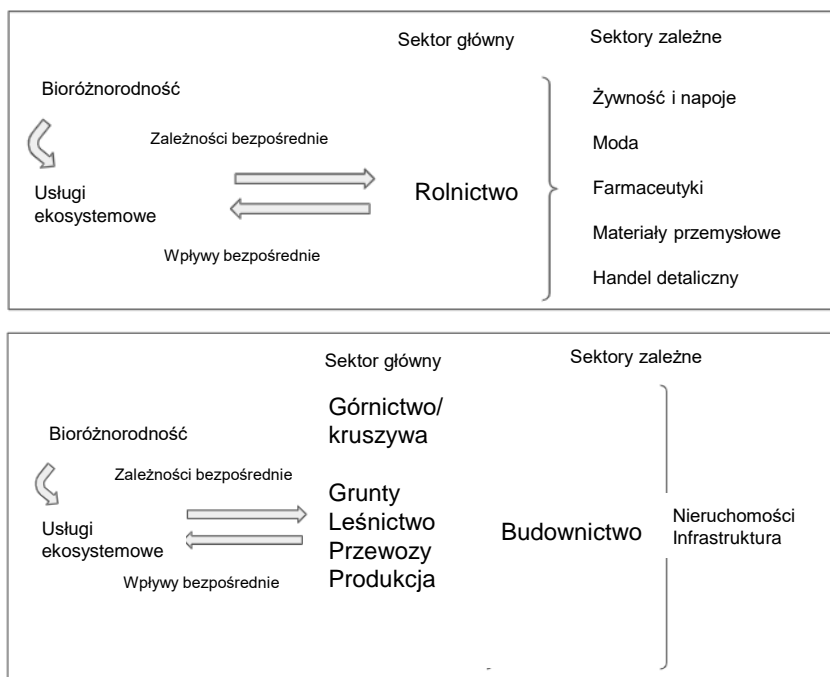 Sektor główny
Sektory zależne
Bioróżnorodność
Żywność i napoje
Zależności bezpośrednie
Moda
Usługi
ekosystemowe
Rolnictwo
Farmaceutyki
Wpływy bezpośrednie
Materiały przemysłowe
Handel detaliczny
Sektor główny
Sektory zależne
Górnictwo/
kruszywa
Bioróżnorodność
Zależności bezpośrednie
Grunty
Leśnictwo
Przewozy
Produkcja
Usługi
ekosystemowe
Wpływy bezpośrednie
Budownictwo
Nieruchomości
Infrastruktura